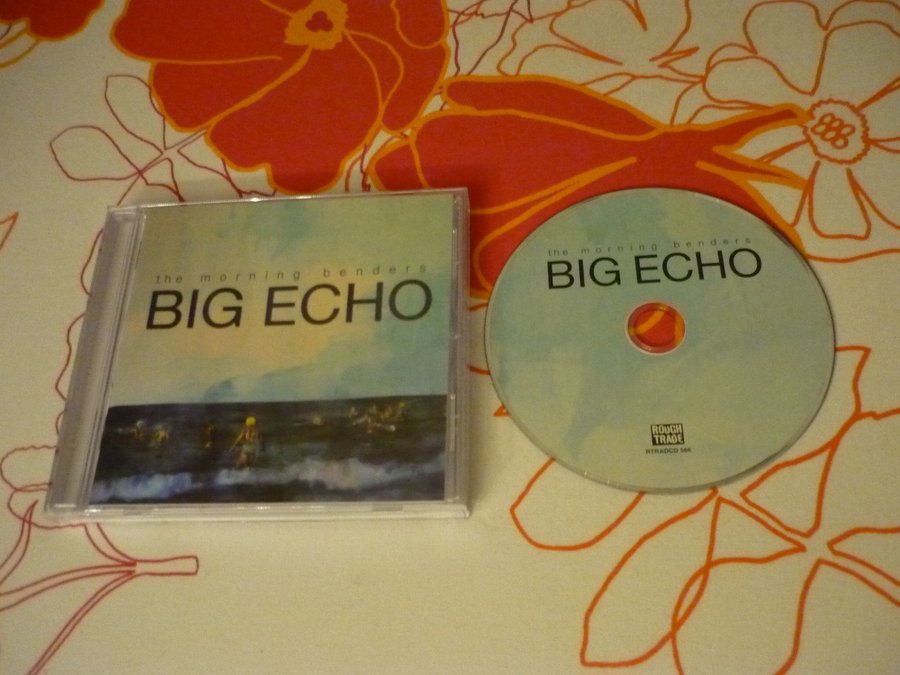 the morning benders
BIG ECHO
the morning benders
BIG ECHO
ROUGH
TRADE
RTRADCD 566